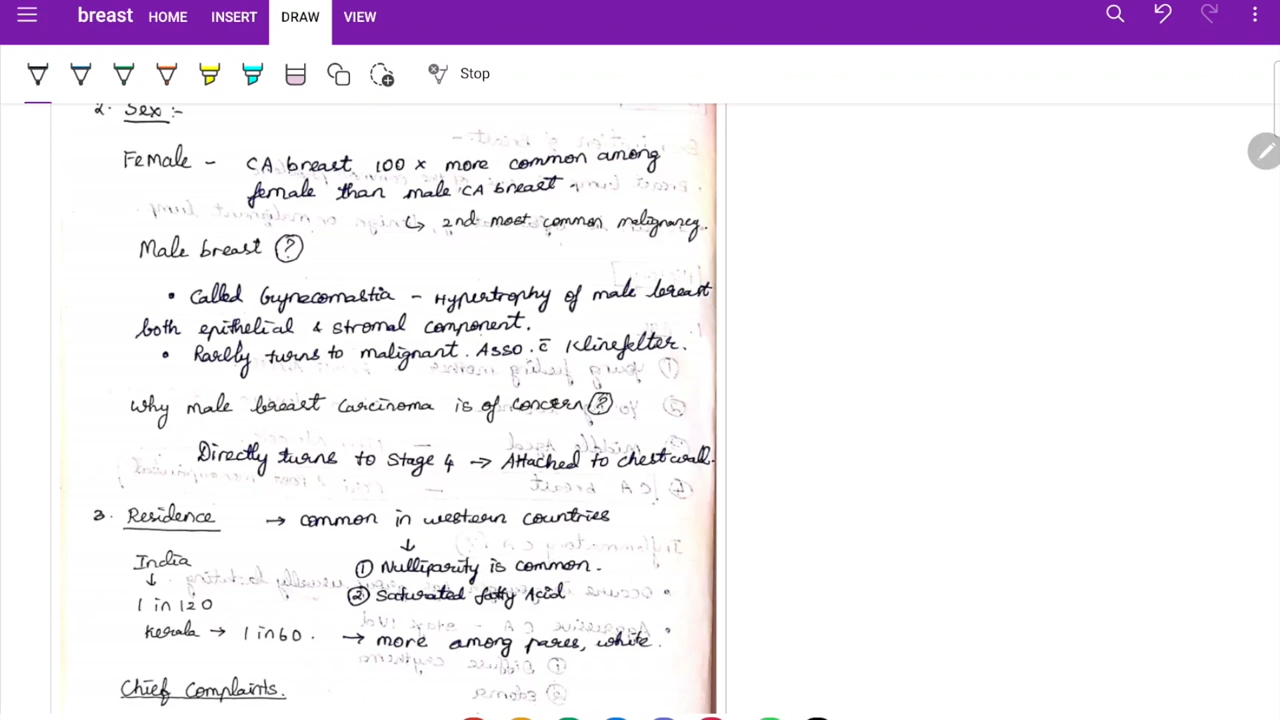 breast HOME INSERT DRAW VIEW
Stop
2. Sex :-
Female - CA breast 100 x more common among
female than male CA breast
↳ 2nd most common malignancy.
Male breast ?
• Called Gynecomastia - Hypertrophy of male breast
both epithelial & stromal component.
• Rarely turns to malignant. Asso. c̄ Klinefelter.
Why male breast Carcinoma is of concern ?
Directly turns to Stage 4 → Attached to chest wall.
3. Residence → common in western countries
↓
India ① Nulliparity is common.
↓
② Saturated fatty Acid
1 in 120
Kerala → 1 in 60. → more among , white.
Chief Complaints.